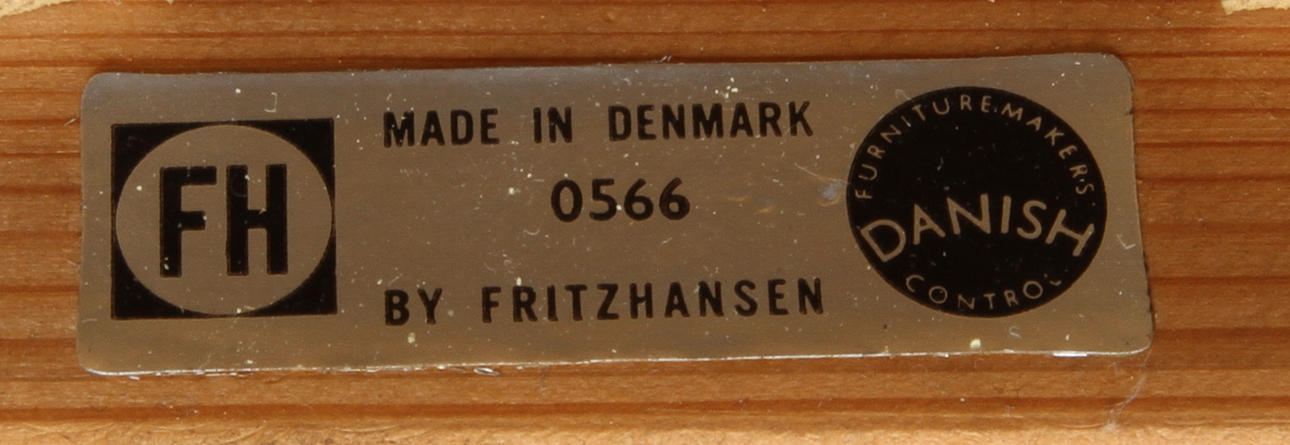 FH
MADE IN DENMARK
0566
BY FRITZHANSEN
FURNITUREMAKERS
DANISH
CONTROL